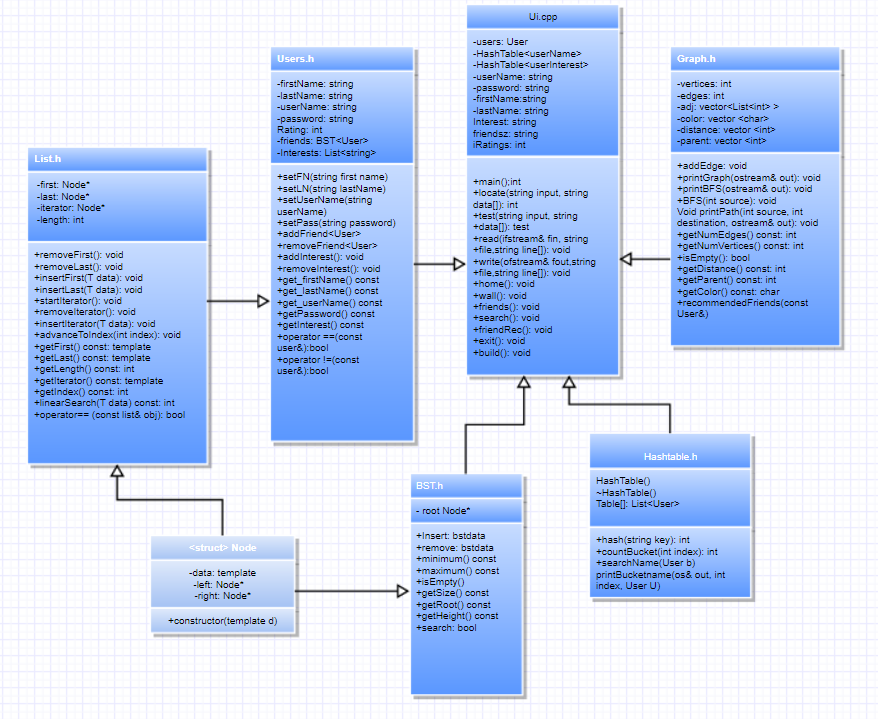 Ui.cpp
-users: User
-HashTable<userName>
-HashTable<userInterest>
-userName: string
-password: string
-firstName:string
-lastName: string
Interest: string
friendsz: string
iRatings: int
+main();int
+locate(string input, string
data[]): int
+test(string input, string
+data[]): test
+read(ifstream& fin, string
+file,string line[]): void
+write(ofstream& fout,string
+file,string line[]): void
+home(): void
+wall(): void
+friends(): void
+search(): void
+friendRec(): void
+exit(): void
+build(): void
Users.h
-firstName: string
-lastName: string
-userName: string
-password: string
Rating: int
-friends: BST<User>
-Interests: List<string>
+setFN(string first name)
+setLN(string lastName)
+setUserName(string
userName)
+setPass(string password)
+addFriend<User>
+removeFriend<User>
+addInterest(): void
+removeInterest(): void
+get_firstName() const
+get_lastName() const
+get_userName() const
+getPassword() const
+getInterest() const
+operator ==(const
user&):bool
+operator !=(const
user&):bool
Graph.h
-vertices: int
-edges: int
-adj: vector<List<int> >
-color: vector <char>
-distance: vector <int>
-parent: vector <int>
+addEdge: void
+printGraph(ostream& out): void
+printBFS(ostream& out): void
+BFS(int source): void
Void printPath(int source, int
destination, ostream& out): void
+getNumEdges() const: int
+getNumVertices() const: int
+isEmpty(): bool
+getDistance() const: int
+getParent() const: int
+getColor() const: char
+recommendedFriends(const
User&)
List.h
-first: Node*
-last: Node*
-iterator: Node*
-length: int
+removeFirst(): void
+removeLast(): void
+insertFirst(T data): void
+insertLast(T data): void
+startIterator(): void
+removeIterator(): void
+insertIterator(T data): void
+advanceToIndex(int index): void
+getFirst() const: template
+getLast() const: template
+getLength() const: int
+getIterator() const: template
+getIndex() const: int
+linearSearch(T data) const: int
+operator== (const list& obj): bool
Hashtable.h
HashTable()
~HashTable()
Table[]: List<User>
+hash(string key): int
+countBucket(int index): int
+searchName(User b)
printBucketname(os& out, int
index, User U)
BST.h
- root Node*
+Insert: bstdata
+remove: bstdata
+minimum() const
+maximum() const
+isEmpty()
+getSize() const
+getRoot() const
+getHeight() const
+search: bool
<struct> Node
-data: template
-left: Node*
-right: Node*
+constructor(template d)